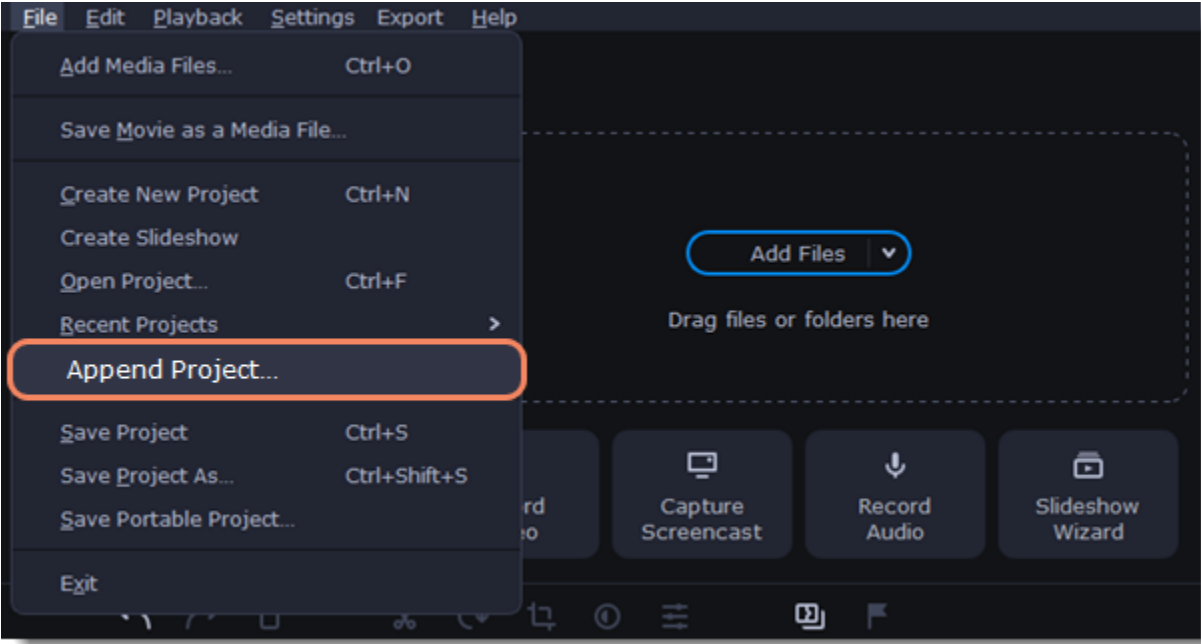 File Edit Playback Settings Export Help
Add Media Files... Ctrl+O
Save Movie as a Media File...
Create New Project Ctrl+N
Create Slideshow
Open Project... Ctrl+F
Recent Projects
Append Project...
Save Project Ctrl+S
Save Project As... Ctrl+Shift+S
Save Portable Project...
Exit
Add Files
Drag files or folders here
Capture
Screencast
Record
Audio
Slideshow
Wizard